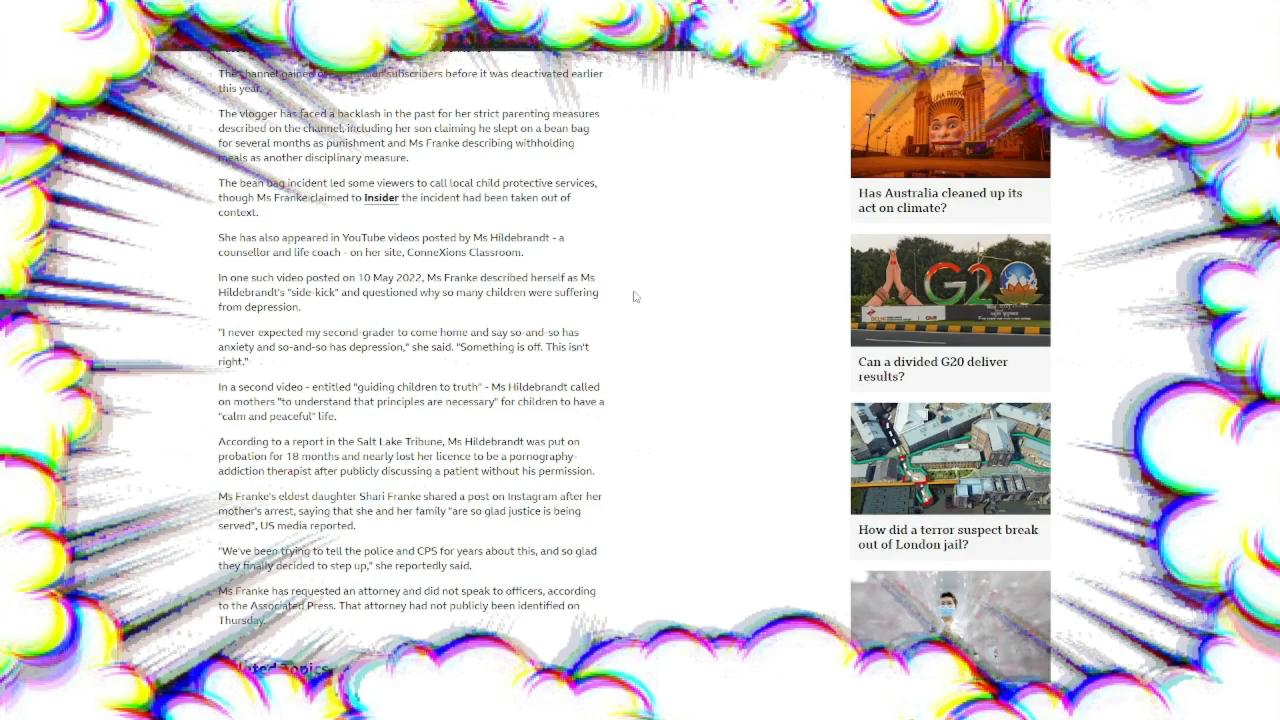 The channel gained subscribers before it was deactivated earlier
this year.
The vlogger has faced a backlash in the past for her strict parenting measures
described on the channel, including her son claiming he slept on a bean bag
for several months as punishment and Ms Franke describing withholding
meals as another disciplinary measure.
The bean bag incident led some viewers to call local child protective services,
though Ms Franke claimed to Insider the incident had been taken out of
context.
She has also appeared in YouTube videos posted by Ms Hildebrandt - a
counsellor and life coach - on her site, ConneXions Classroom.
In one such video posted on 10 May 2022, Ms Franke described herself as Ms
Hildebrandt's "side-kick" and questioned why so many children were suffering
from depression.
"I never expected my second-grader to come home and say so-and-so has
anxiety and so-and-so has depression," she said. "Something is off. This isn't
right."
In a second video - entitled "guiding children to truth" - Ms Hildebrandt called
on mothers "to understand that principles are necessary" for children to have a
"calm and peaceful" life.
According to a report in the Salt Lake Tribune, Ms Hildebrandt was put on
probation for 18 months and nearly lost her licence to be a pornography-
addiction therapist after publicly discussing a patient without his permission.
Ms Franke's eldest daughter Shari Franke shared a post on Instagram after her
mother's arrest, saying that she and her family "are so glad justice is being
served", US media reported.
"We've been trying to tell the police and CPS for years about this, and so glad
they finally decided to step up," she reportedly said.
Ms Franke has requested an attorney and did not speak to officers, according
to the Associated Press. That attorney had not publicly been identified on
Thursday.
Related Topics
LUNA PARK
Has Australia cleaned up its
act on climate?
G20
Can a divided G20 deliver
results?
How did a terror suspect break
out of London jail?